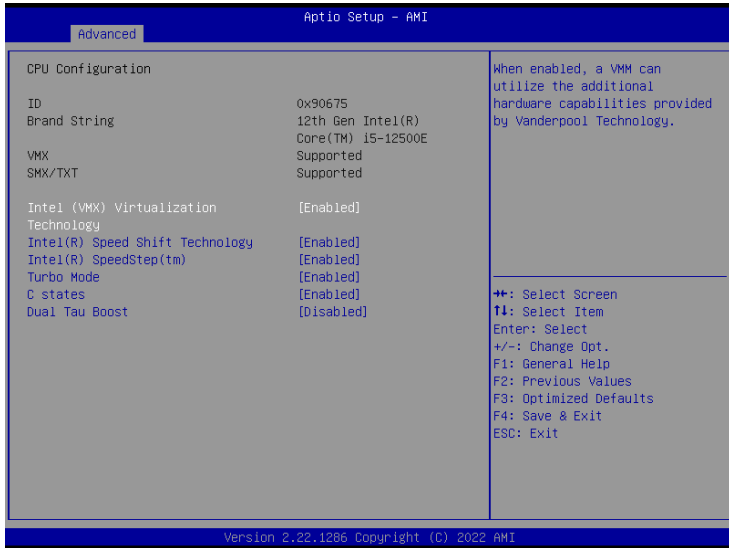 Aptio Setup – AMI
Advanced
CPU Configuration
ID 0x90675
Brand String 12th Gen Intel(R)
Core(TM) i5-12500E
VMX Supported
SMX/TXT Supported
Intel (VMX) Virtualization [Enabled]
Technology
Intel(R) Speed Shift Technology [Enabled]
Intel(R) SpeedStep(tm) [Enabled]
Turbo Mode [Enabled]
C states [Enabled]
Dual Tau Boost [Disabled]
When enabled, a VMM can
utilize the additional
hardware capabilities provided
by Vanderpool Technology.
→←: Select Screen
↑↓: Select Item
Enter: Select
+/-: Change Opt.
F1: General Help
F2: Previous Values
F3: Optimized Defaults
F4: Save & Exit
ESC: Exit
Version 2.22.1286 Copyright (C) 2022 AMI